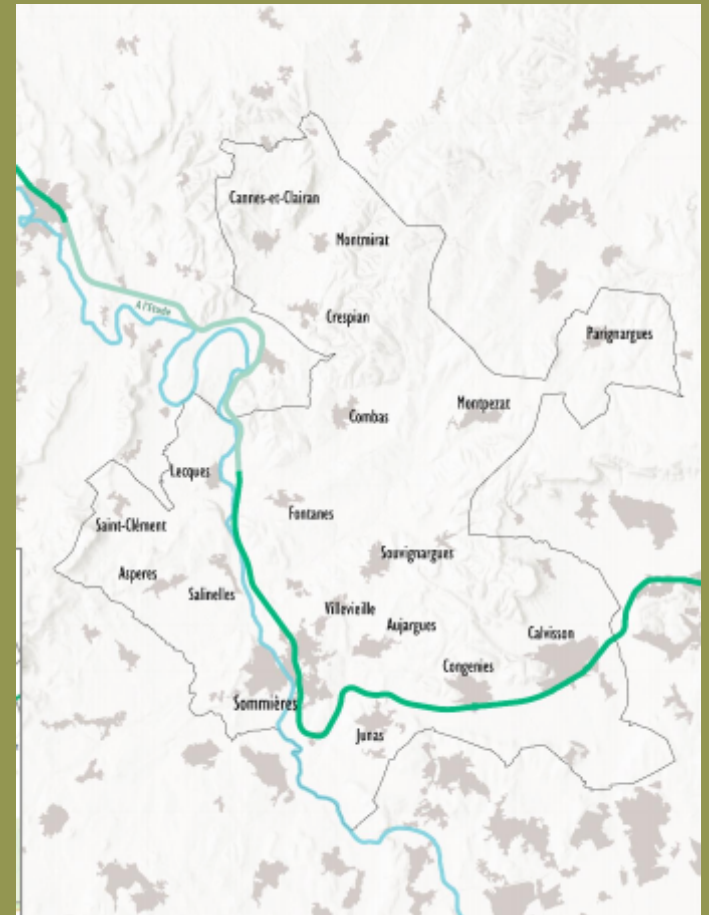 Cannes-et-Clairan
Montmirat
A l'Etude
Crespian
Parignargues
Combas
Montpezat
Lecques
Fontanes
Saint-Clément
Souvignargues
Asperes
Salinelles
Villevieille
Aujargues
Calvisson
Congenies
Sommières
Junas